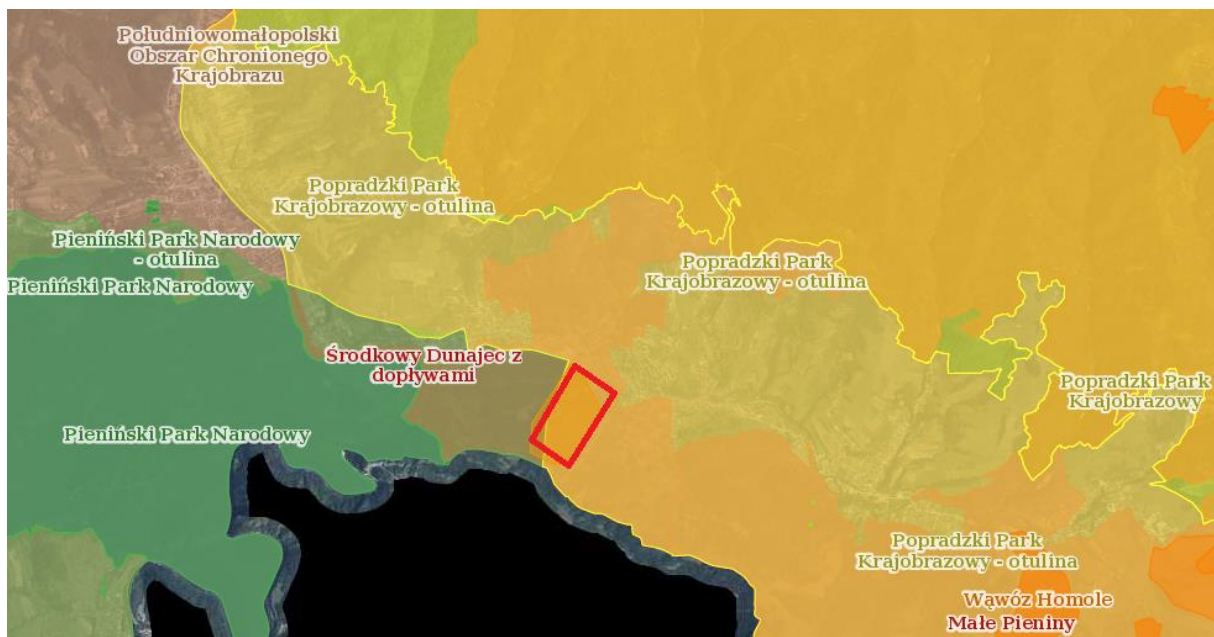 Południowomałopolski
Obszar Chronionego
Krajobrazu
Popradzki Park
Krajobrazowy - otulina
Pieniński Park Narodowy
- otulina
Pieniński Park Narodowy
Popradzki Park
Krajobrazowy - otulina
Środkowy Dunajec z
dopływami
Popradzki Park
Krajobrazowy
Pieniński Park Narodowy
Popradzki Park
Krajobrazowy - otulina
Wąwóz Homole
Małe Pieniny